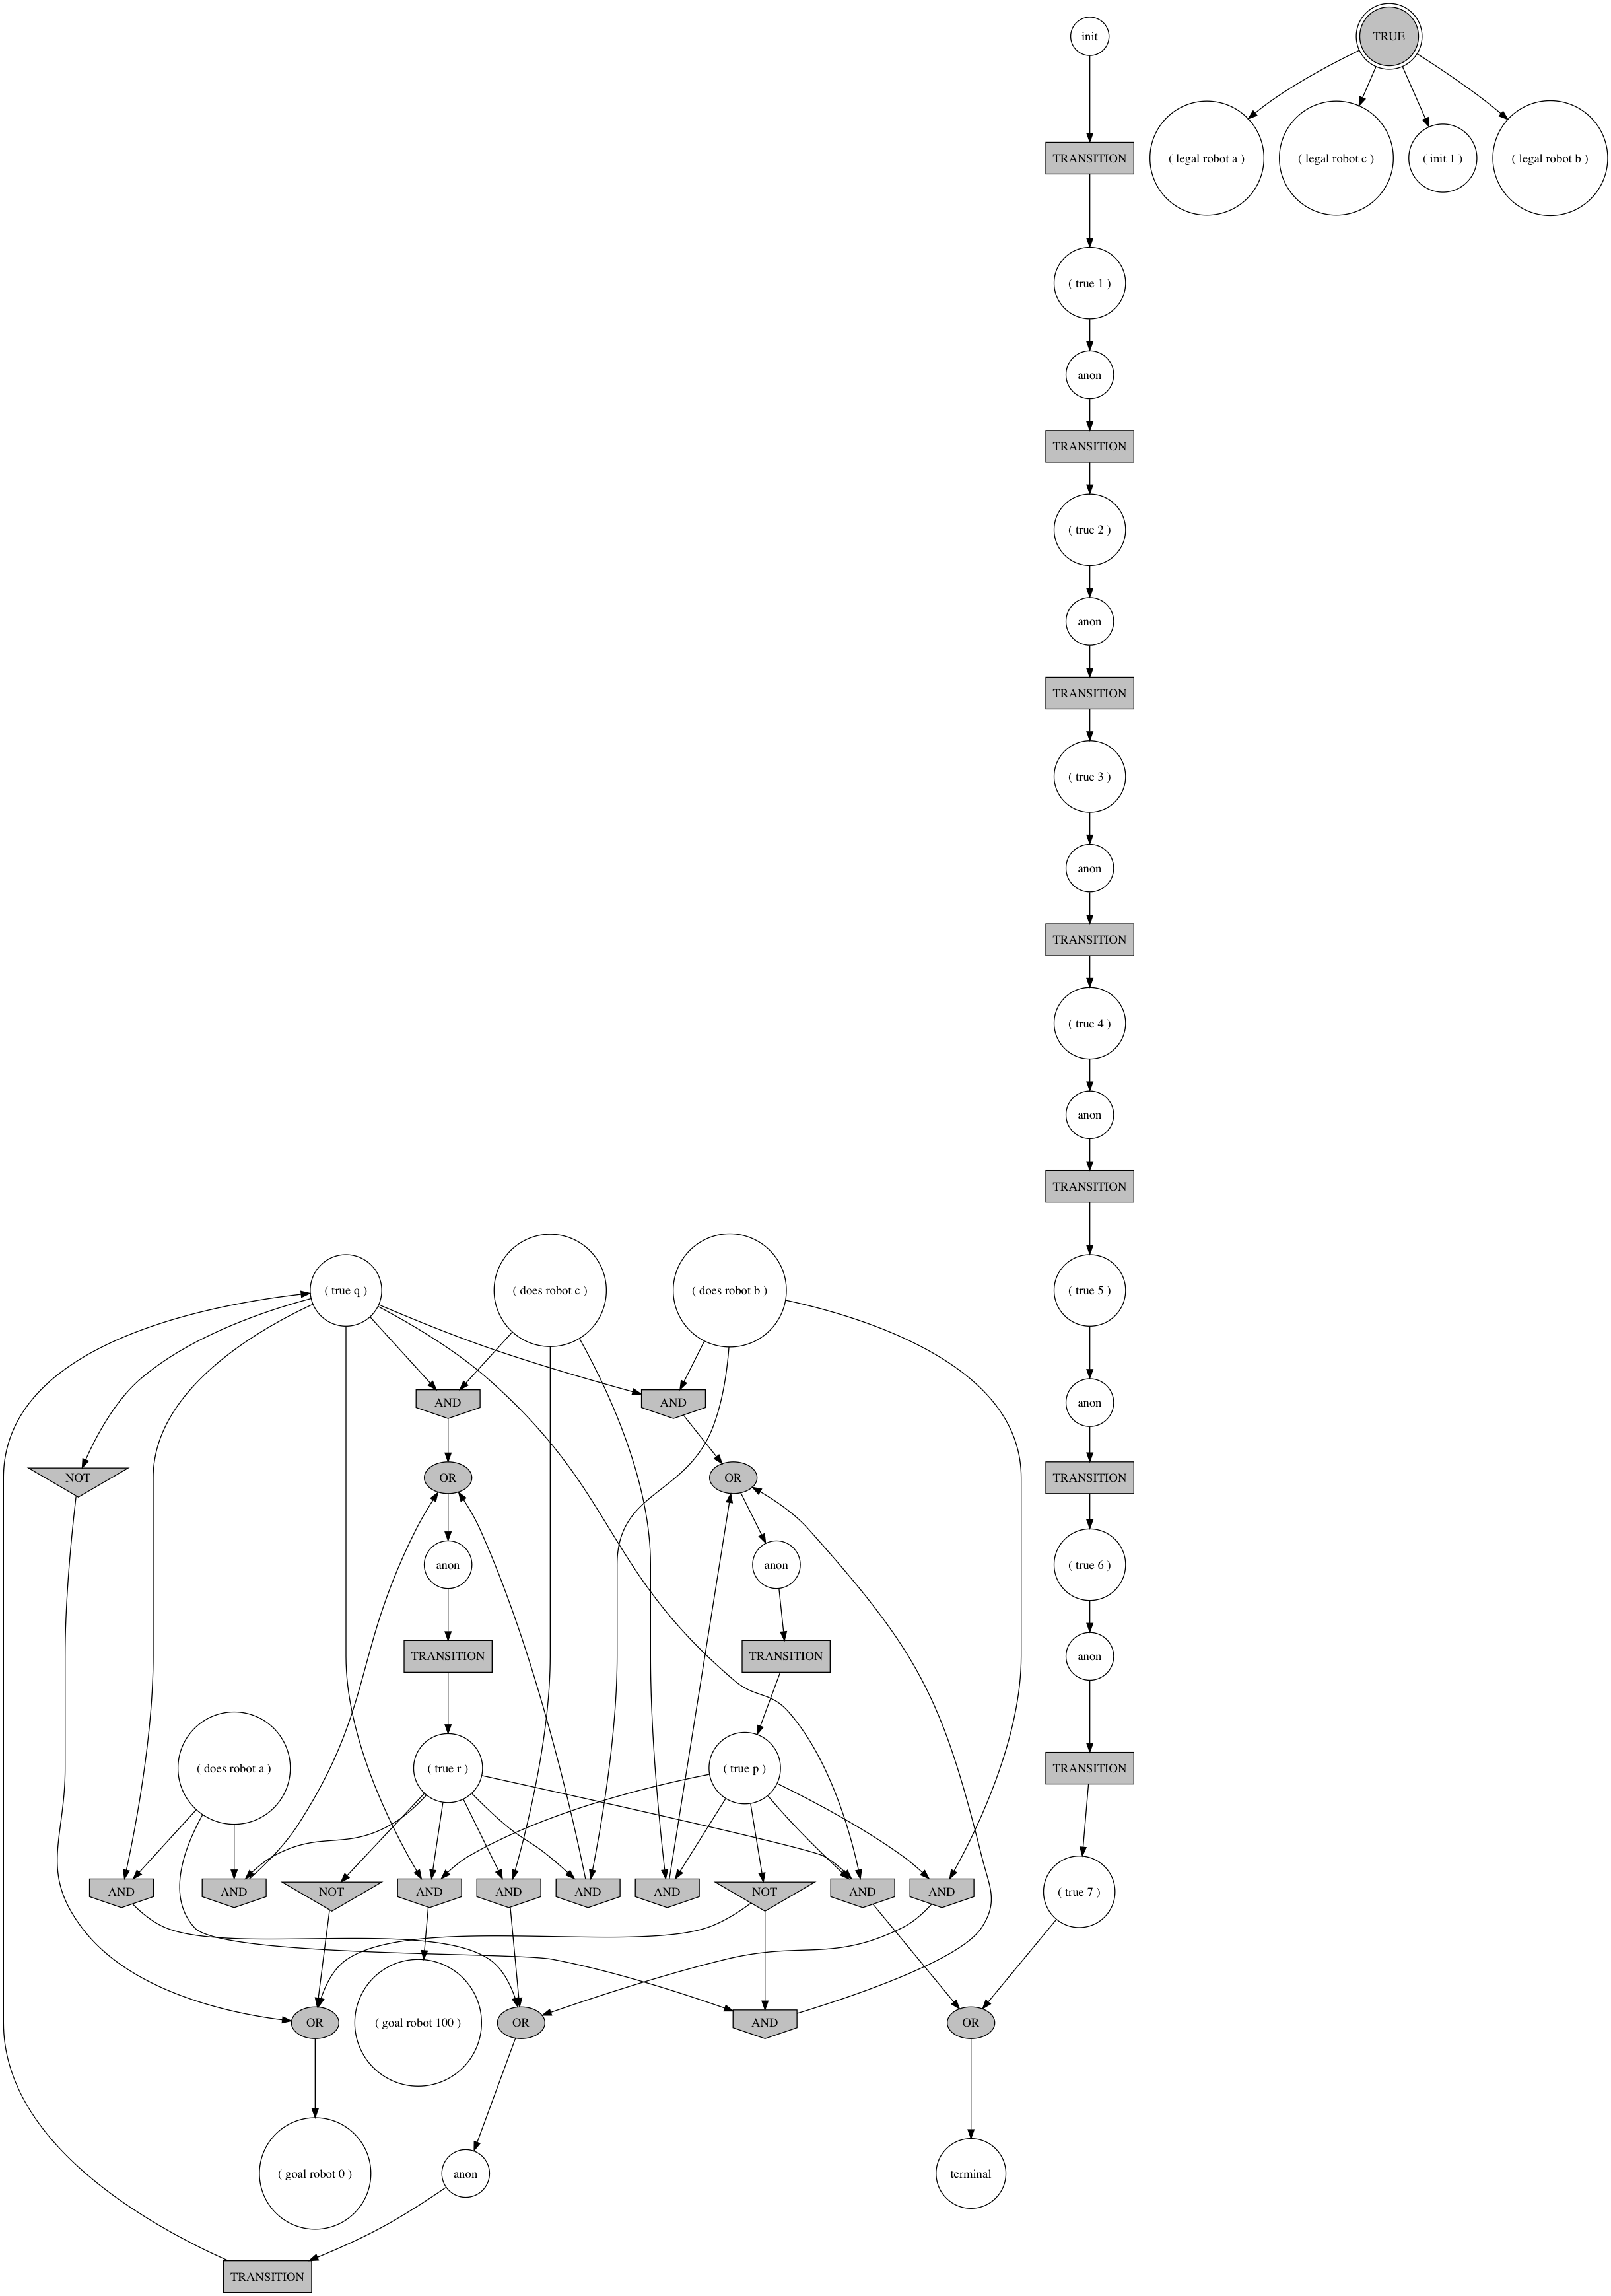 init
TRUE
TRANSITION
( legal robot a )
( legal robot c )
( init 1 )
( legal robot b )
( true 1 )
anon
TRANSITION
( true 2 )
anon
TRANSITION
( true 3 )
anon
TRANSITION
( true 4 )
anon
TRANSITION
( true q )
( does robot c )
( does robot b )
( true 5 )
AND
AND
anon
NOT
OR
OR
TRANSITION
anon
anon
( true 6 )
TRANSITION
TRANSITION
anon
( does robot a )
( true r )
( true p )
TRANSITION
AND
AND
NOT
AND
AND
AND
AND
NOT
AND
AND
( true 7 )
OR
( goal robot 100 )
OR
AND
OR
( goal robot 0 )
anon
terminal
TRANSITION